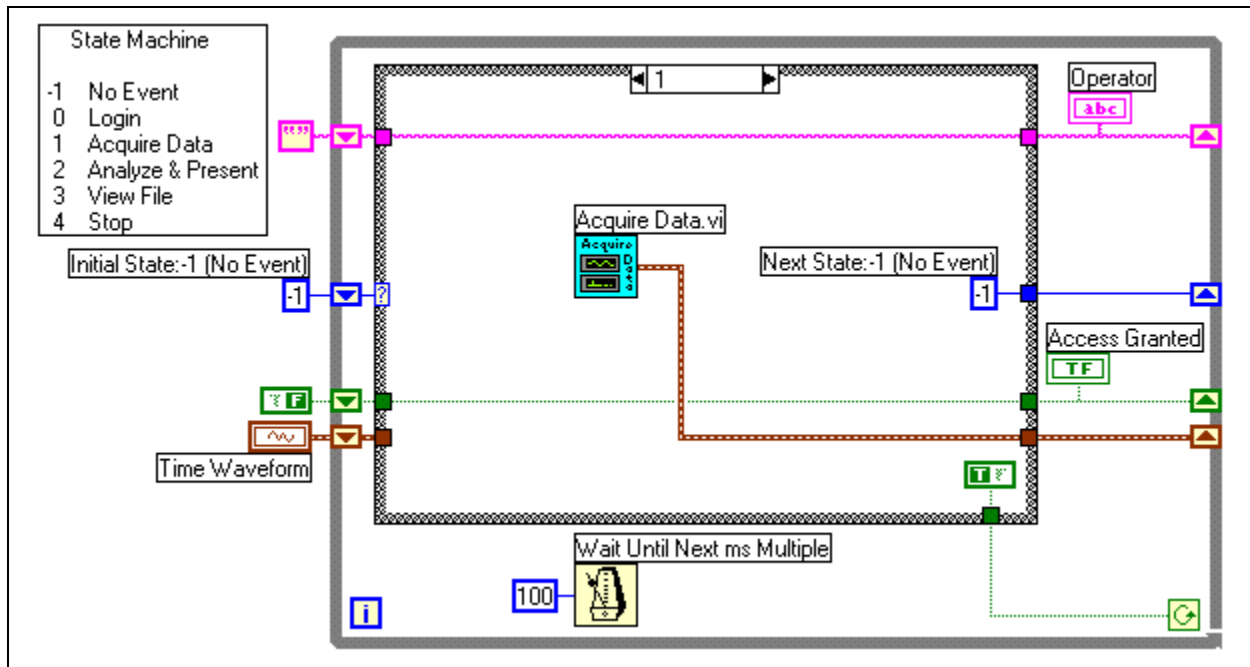 State Machine
-1 No Event
0 Login
1 Acquire Data
2 Analyze & Present
3 View File
4 Stop
1
Operator
abc
""
Acquire Data.vi
Acquire
Data
Initial State:-1 (No Event)
-1
?
Next State:-1 (No Event)
-1
Access Granted
TF
F
Time Waveform
T
Wait Until Next ms Multiple
100
i